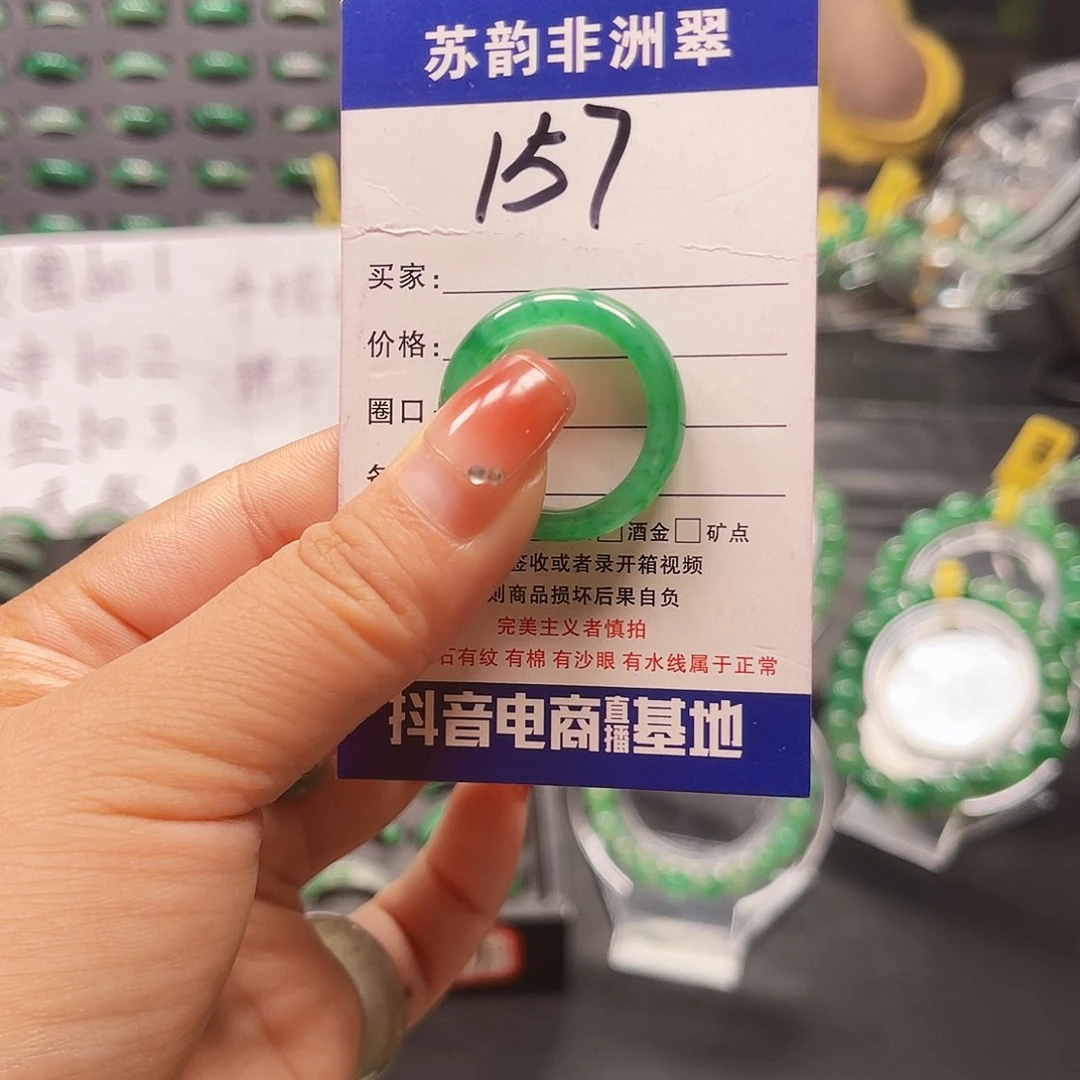 苏韵非洲翠
157
买家:
价格:
圈口:
酒金 矿点
签收或者录开箱视频
则商品损坏后果自负
完美主义者慎拍
石有纹 有棉 有沙眼 有水线属于正常
抖音电商直播基地